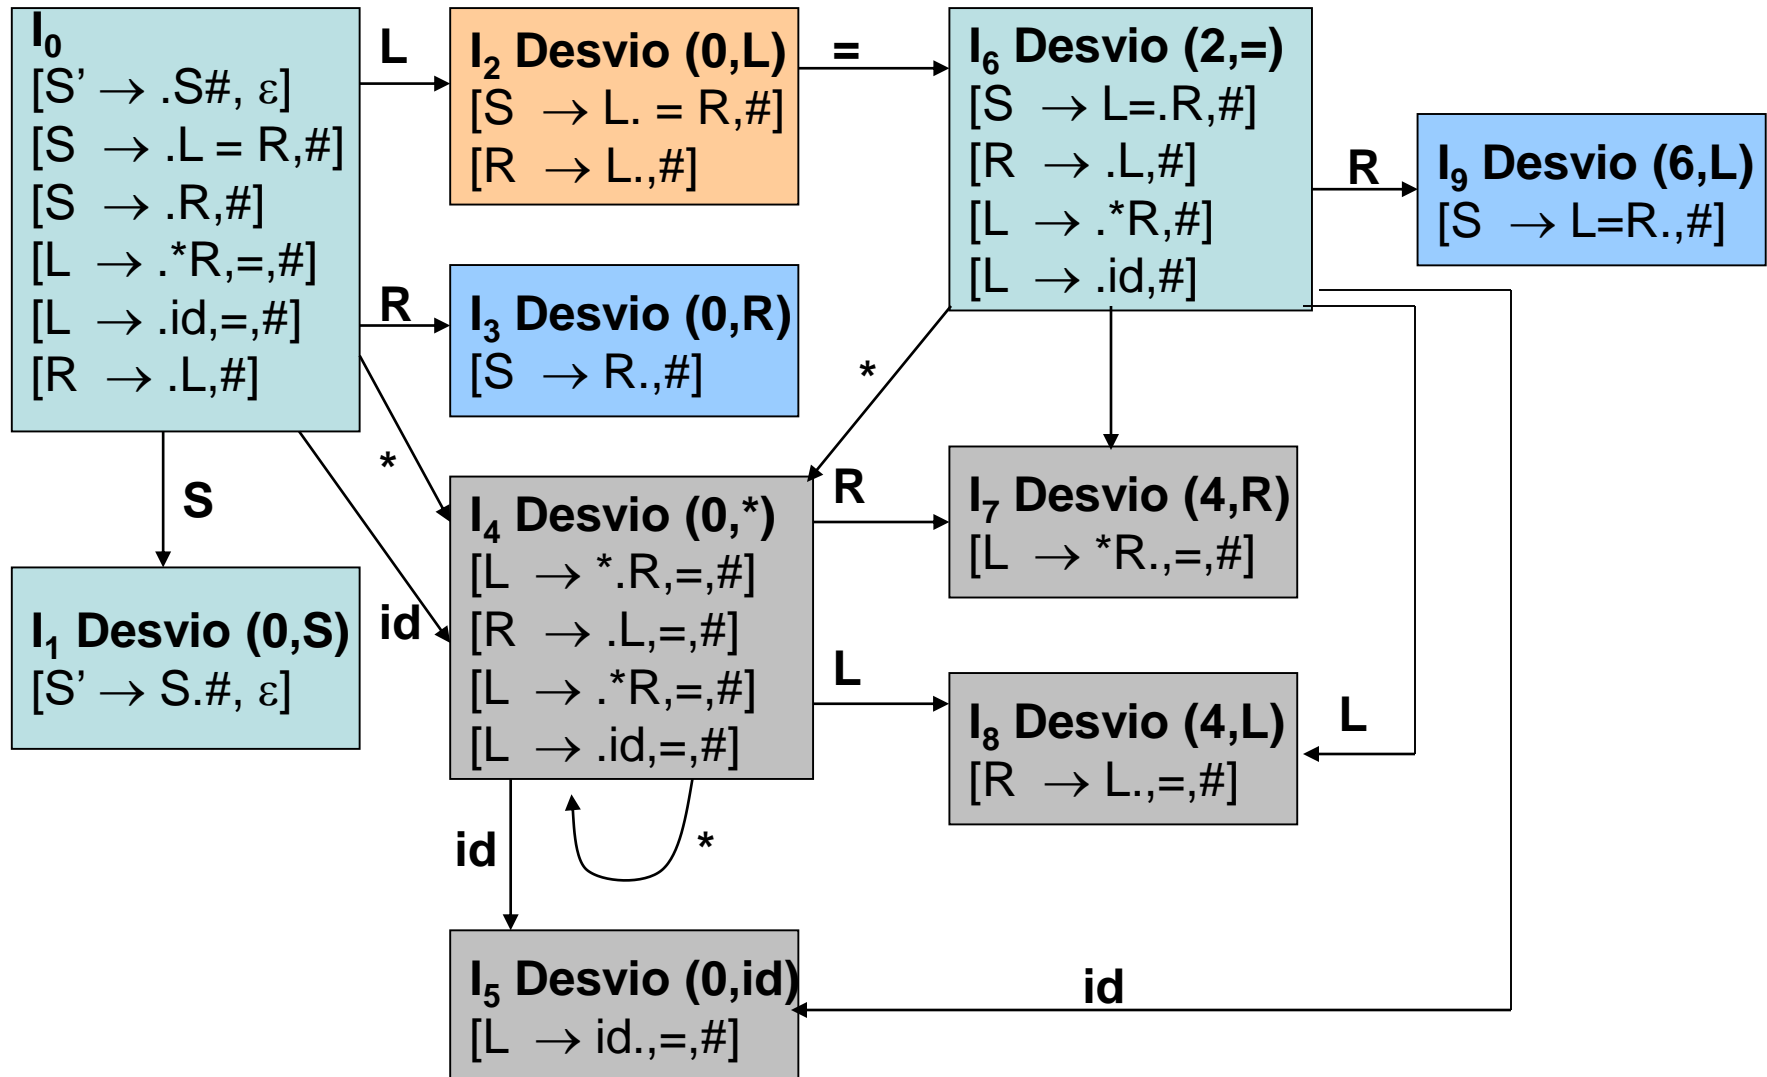 I₀
[S’ → .S#, ε]
[S → .L = R,#]
[S → .R,#]
[L → .*R,=,#]
[L → .id,=,#]
[R → .L,#]
L
I₂ Desvio (0,L)
[S → L. = R,#]
[R → L.,#]
=
I₆ Desvio (2,=)
[S → L=.R,#]
[R → .L,#]
[L → .*R,#]
[L → .id,#]
R
I₉ Desvio (6,L)
[S → L=R.,#]
R
I₃ Desvio (0,R)
[S → R.,#]
*
*
S
id
I₁ Desvio (0,S)
[S’ → S.#, ε]
I₄ Desvio (0,*)
[L → *.R,=,#]
[R → .L,=,#]
[L → .*R,=,#]
[L → .id,=,#]
R
I₇ Desvio (4,R)
[L → *R.,=,#]
L
I₈ Desvio (4,L)
[R → L.,=,#]
L
id
*
I₅ Desvio (0,id)
[L → id.,=,#]
id